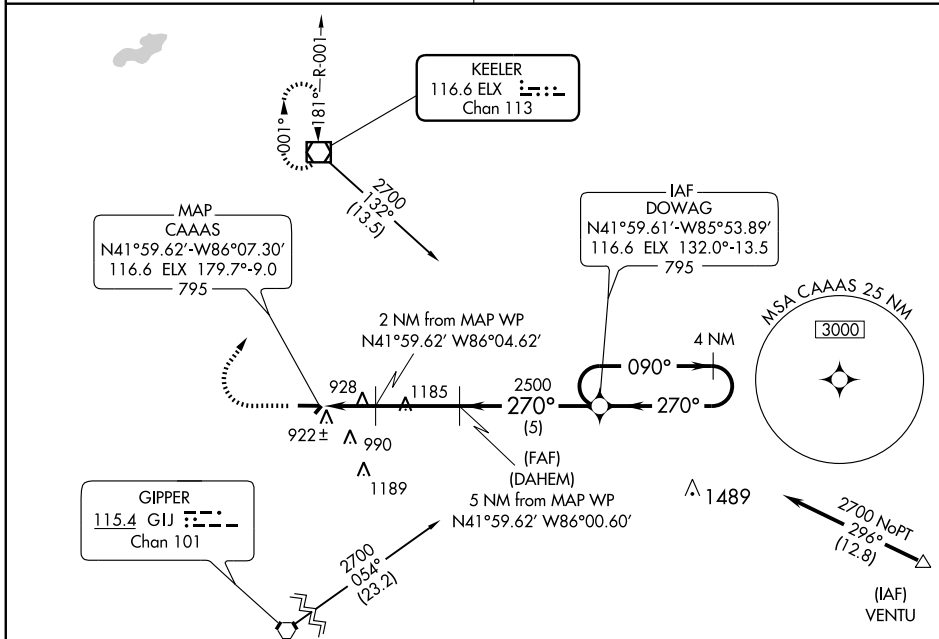 181°
R-001
001°
KEELER
116.6 ELX
Chan 113
2700
132°
(13.5)
MAP
CAAAS
N41°59.62'-W86°07.30'
116.6 ELX 179.7°-9.0
795
IAF
DOWAG
N41°59.61'-W85°53.89'
116.6 ELX 132.0°-13.5
795
MSA CAAAS 25 NM
3000
2 NM from MAP WP
N41°59.62' W86°04.62'
4 NM
090°
928
1185
2500
270°
(5)
270°
922 ±
990
1189
(FAF)
(DAHEM)
5 NM from MAP WP
N41°59.62' W86°00.60'
1489
GIPPER
115.4 GIJ
Chan 101
2700
054°
(23.2)
2700 NoPT
296°
(12.8)
(IAF)
VENTU